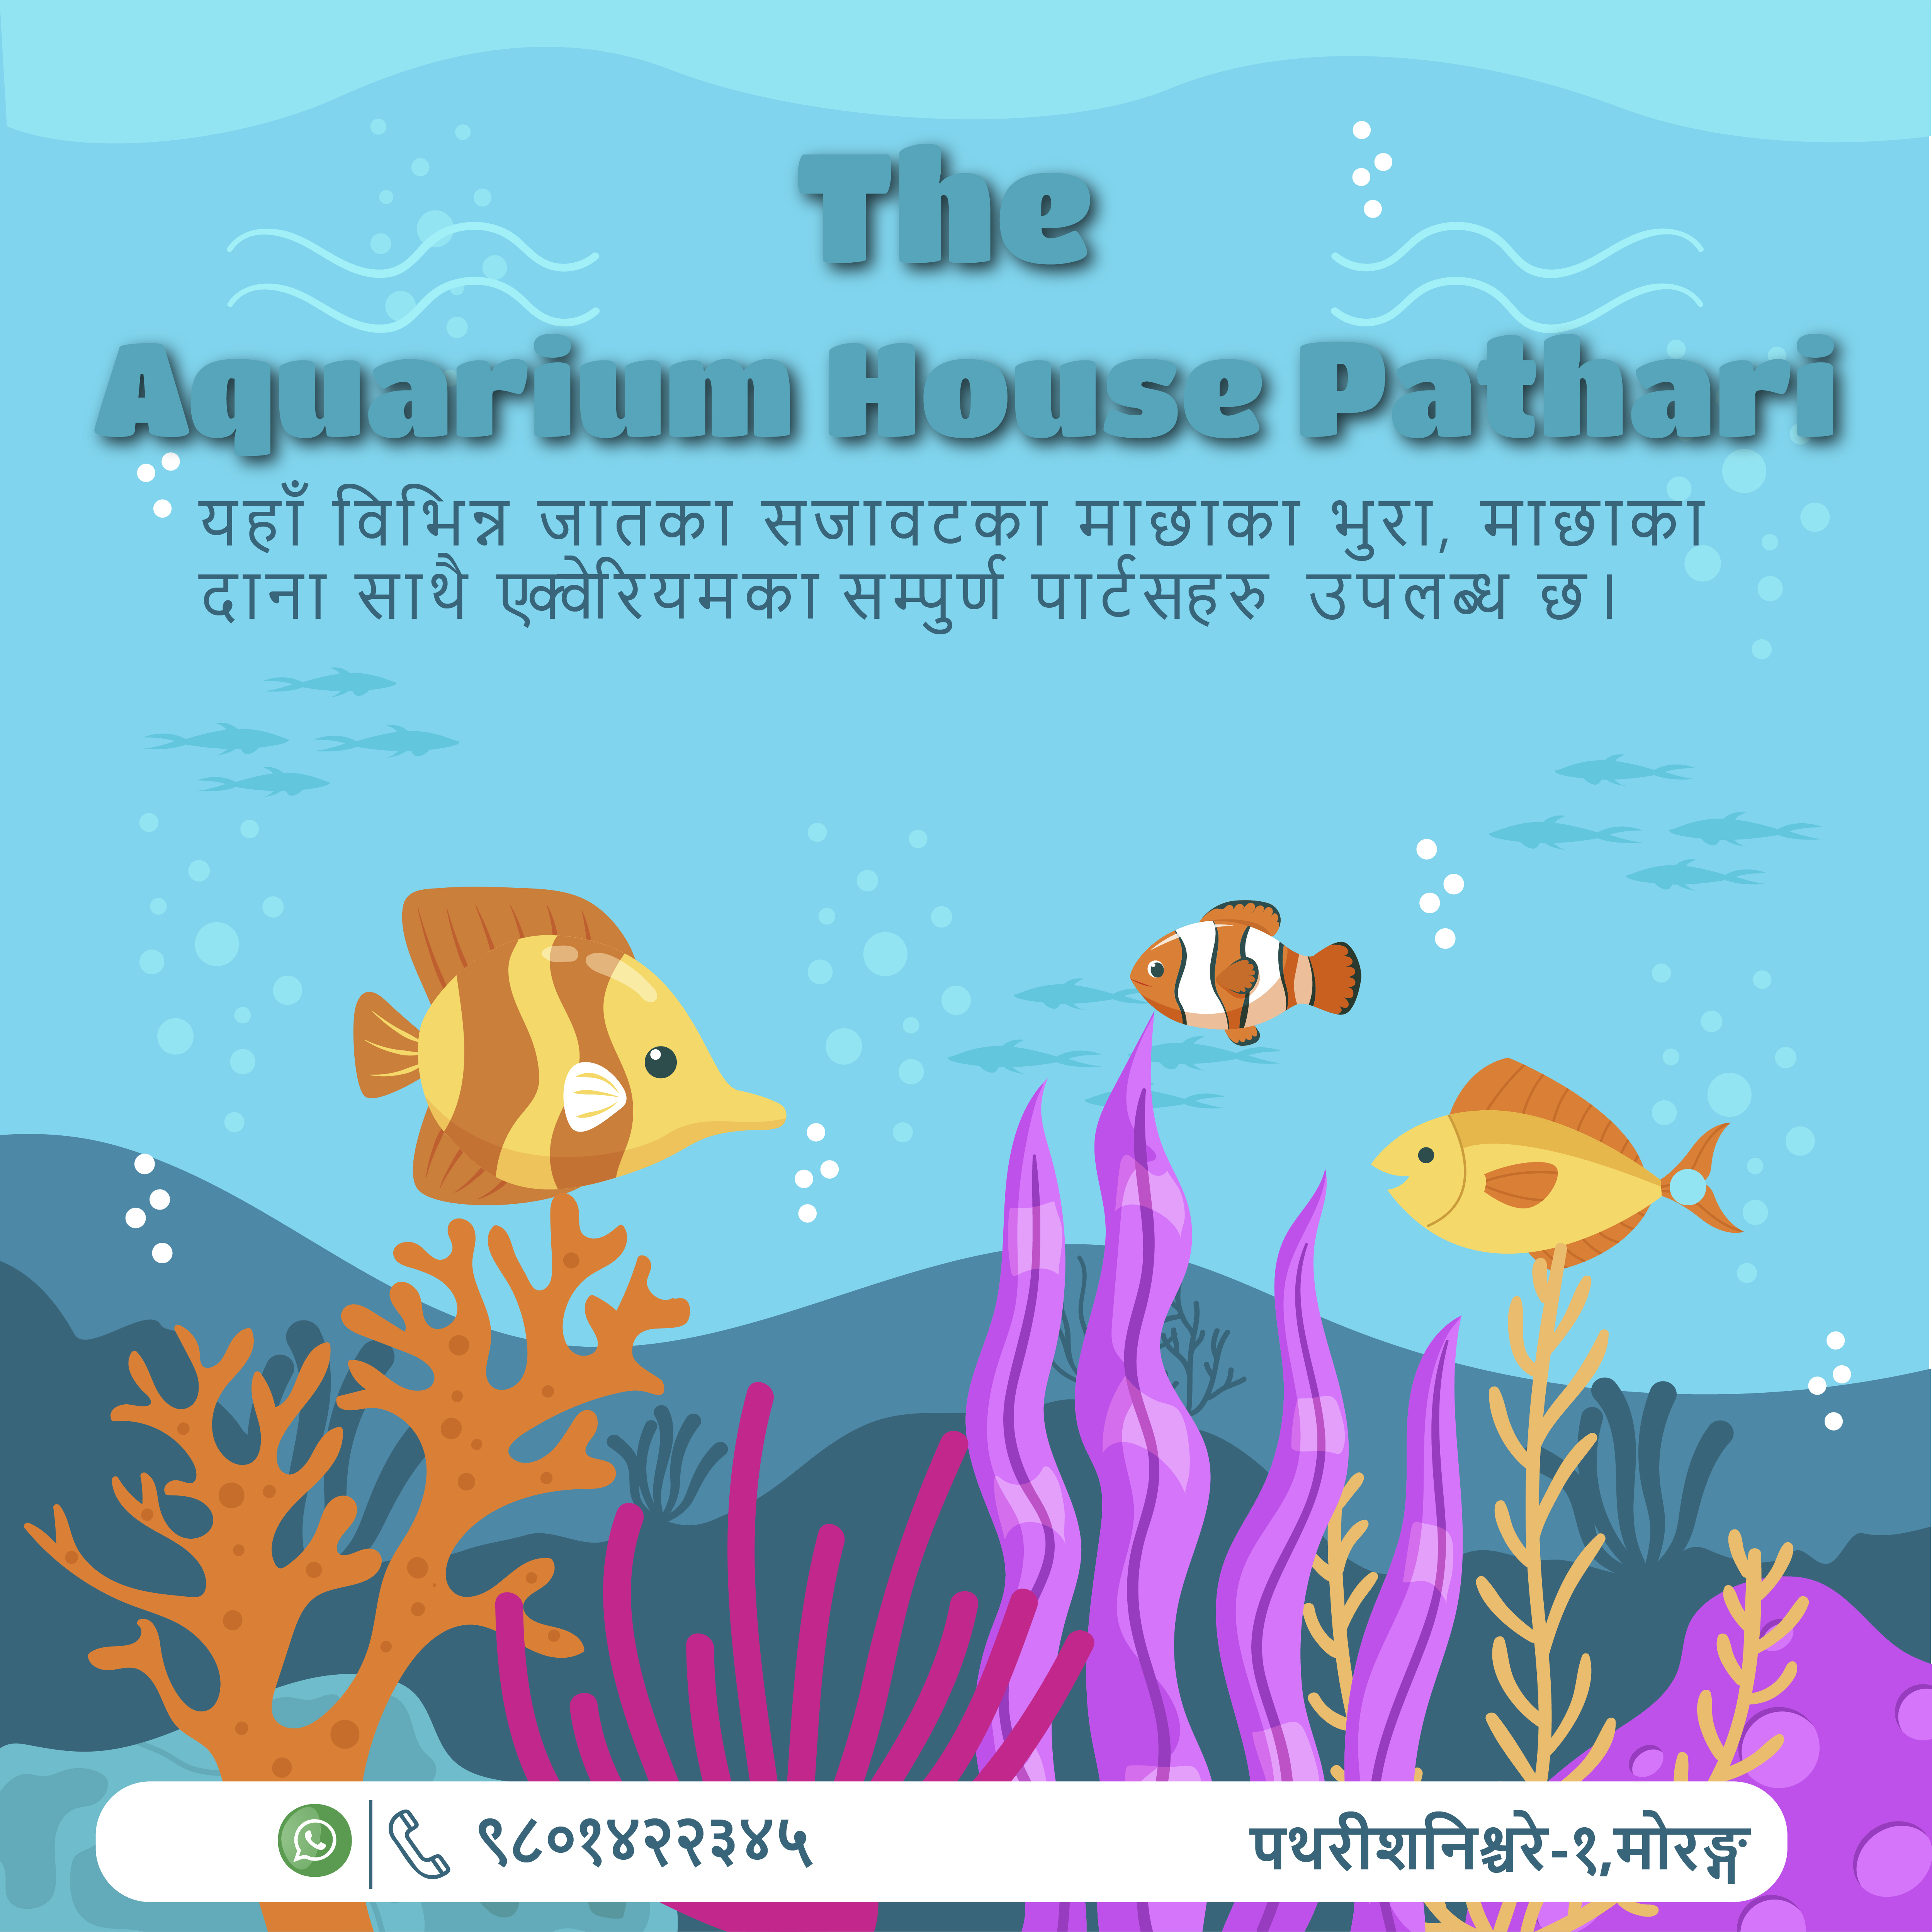 The
Aquarium House Pathari
यहाँ विभिन्न जातका सजावटका माछाका भुरा, माछाका
दाना साथै एक्वीरियमका सम्पुर्ण पार्टसहरु उपलब्ध छ।
९८०१४२२३४५
पथरीशनिश्चरे-१,मोरङ्ग